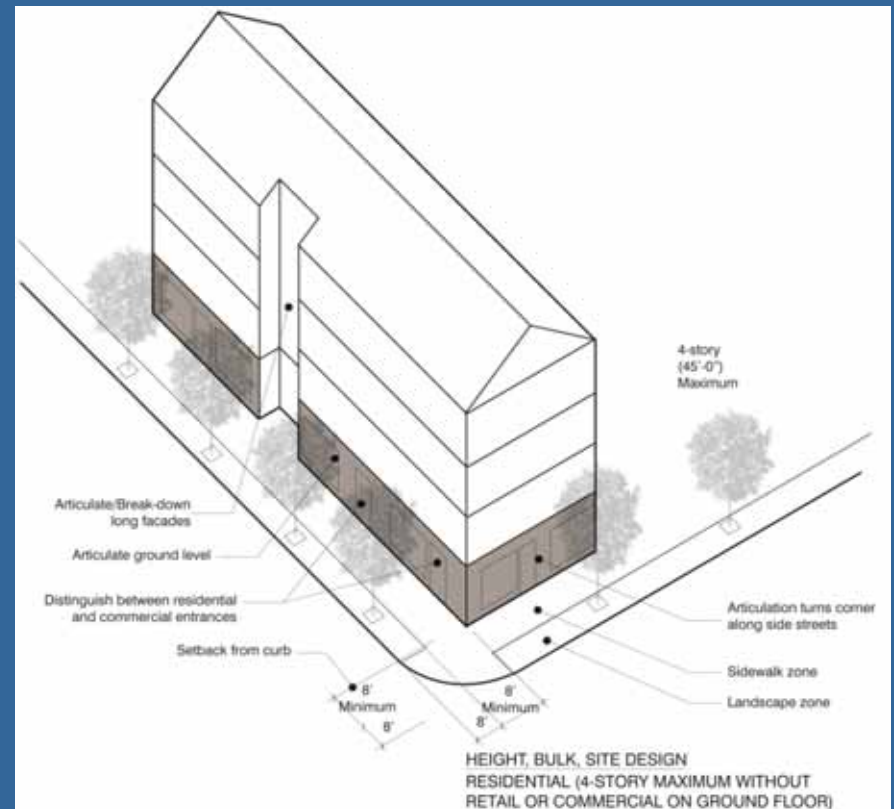 4-story
(45'-0")
Maximum
Articulate/Break-down
long facades
Articulate ground level
Distinguish between residential
and commercial entrances
Setback from curb
Articulation turns corner
along side streets
Sidewalk zone
Landscape zone
8'
Minimum
8'
8'
Minimum
8'
HEIGHT, BULK, SITE DESIGN
RESIDENTIAL (4-STORY MAXIMUM WITHOUT
RETAIL OR COMMERCIAL ON GROUND FLOOR)